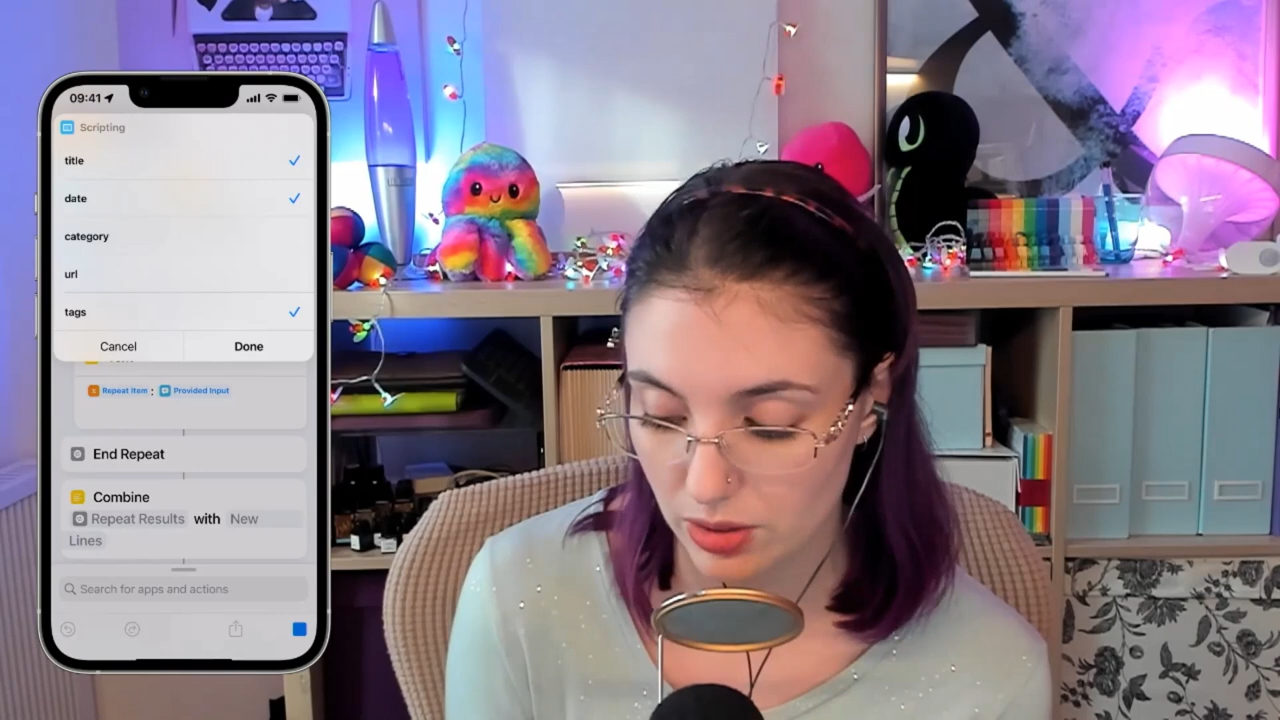 09:41
Scripting
title
date
category
url
tags
Cancel
Done
Repeat Item : Provided Input
End Repeat
Combine
Repeat Results with New
Lines
Search for apps and actions